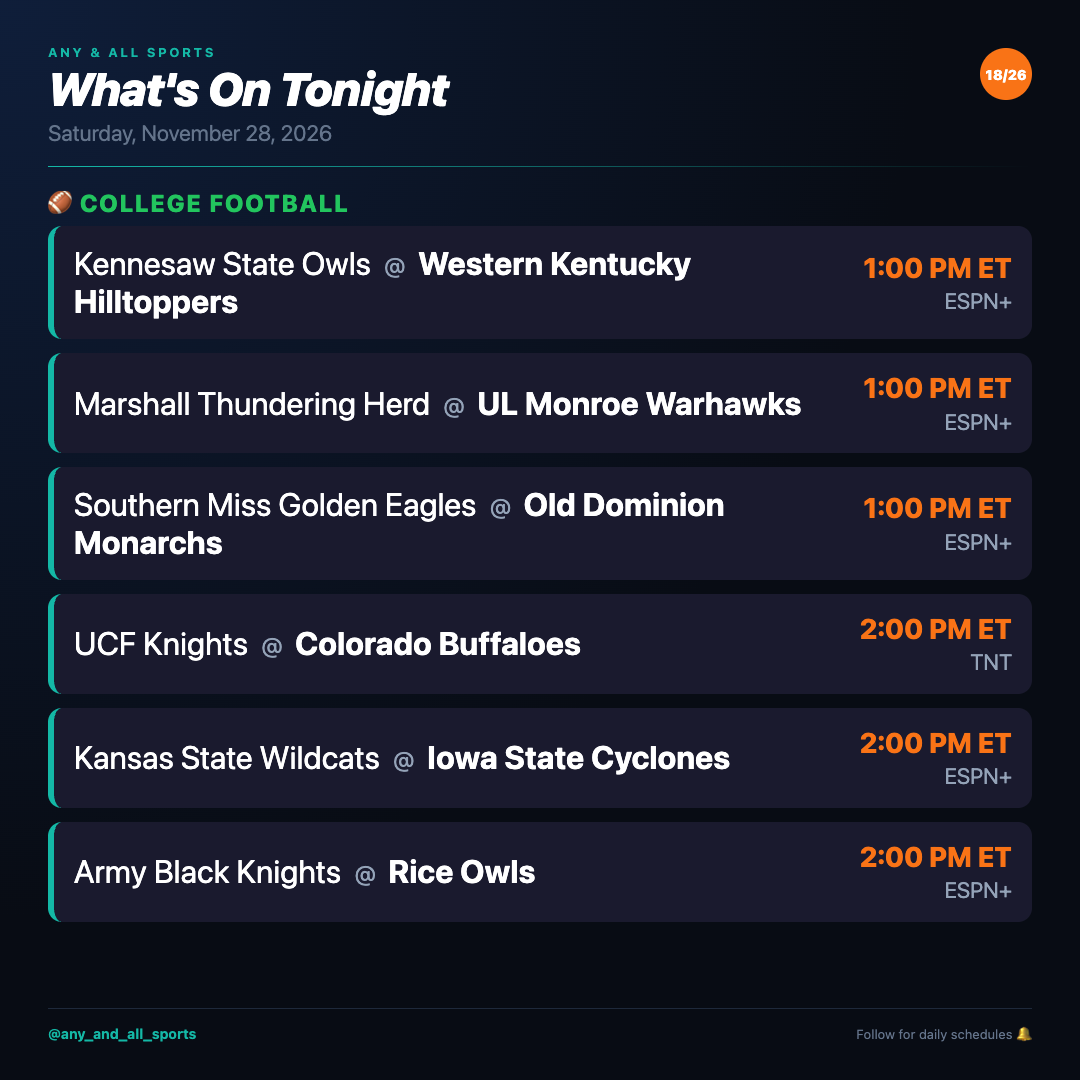 ANY & ALL SPORTS
What's On Tonight
18/26
Saturday, November 28, 2026
🏈 COLLEGE FOOTBALL
Kennesaw State Owls @ Western Kentucky
Hilltoppers
1:00 PM ET
ESPN+
Marshall Thundering Herd @ UL Monroe Warhawks
1:00 PM ET
ESPN+
Southern Miss Golden Eagles @ Old Dominion
Monarchs
1:00 PM ET
ESPN+
UCF Knights @ Colorado Buffaloes
2:00 PM ET
TNT
Kansas State Wildcats @ Iowa State Cyclones
2:00 PM ET
ESPN+
Army Black Knights @ Rice Owls
2:00 PM ET
ESPN+
@any_and_all_sports
Follow for daily schedules 🔔